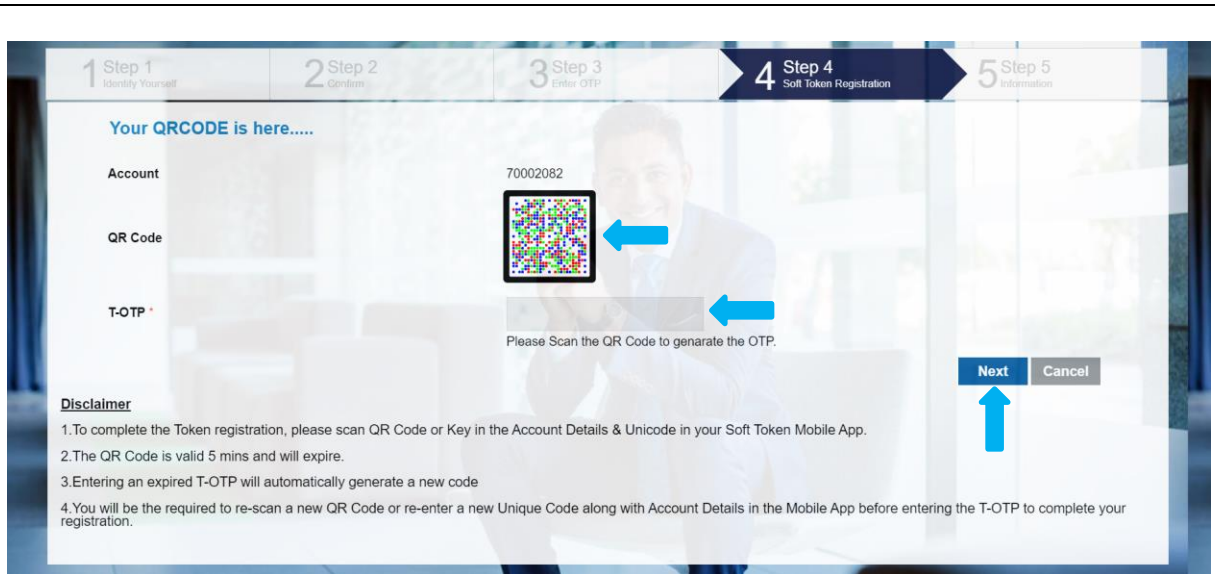 1 Step 1
Identify Yourself
2 Step 2
Confirm
3 Step 3
Enter OTP
4 Step 4
Soft Token Registration
5 Step 5
Information
Your QRCODE is here.....
Account
70002082
QR Code
T-OTP *
Please Scan the QR Code to genarate the OTP.
Next
Cancel
Disclaimer
1.To complete the Token registration, please scan QR Code or Key in the Account Details & Unicode in your Soft Token Mobile App.
2.The QR Code is valid 5 mins and will expire.
3.Entering an expired T-OTP will automatically generate a new code
4.You will be the required to re-scan a new QR Code or re-enter a new Unique Code along with Account Details in the Mobile App before entering the T-OTP to complete your
registration.